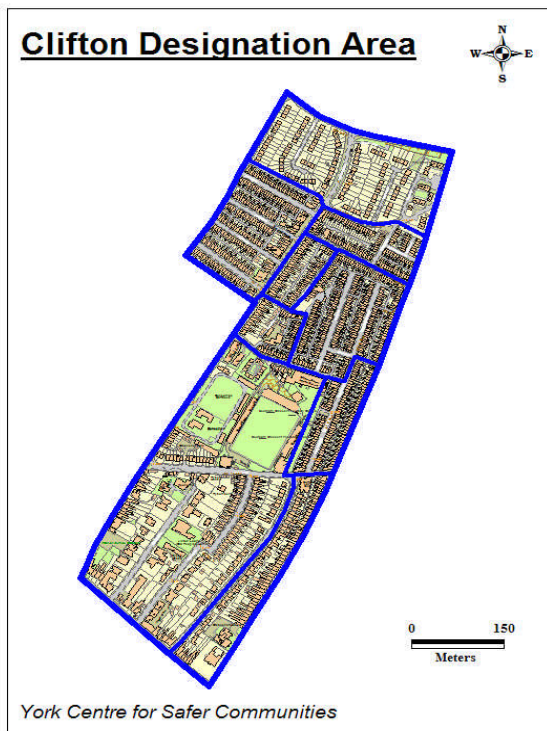 Clifton Designation Area
N
W E
S
0 150
Meters
York Centre for Safer Communities